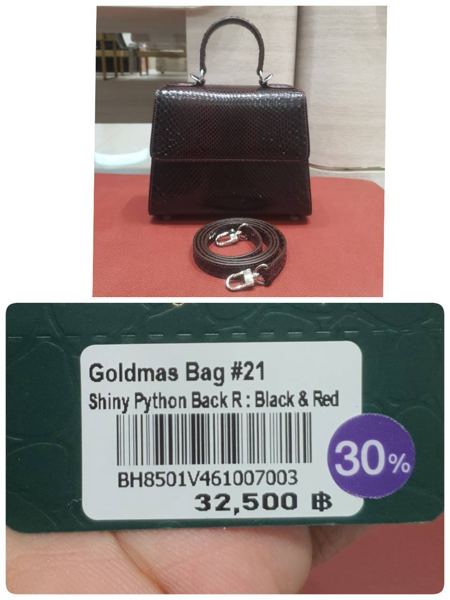 Goldmas Bag #21
Shiny Python Back R : Black & Red
BH8501V461007003
32,500 ฿
30%